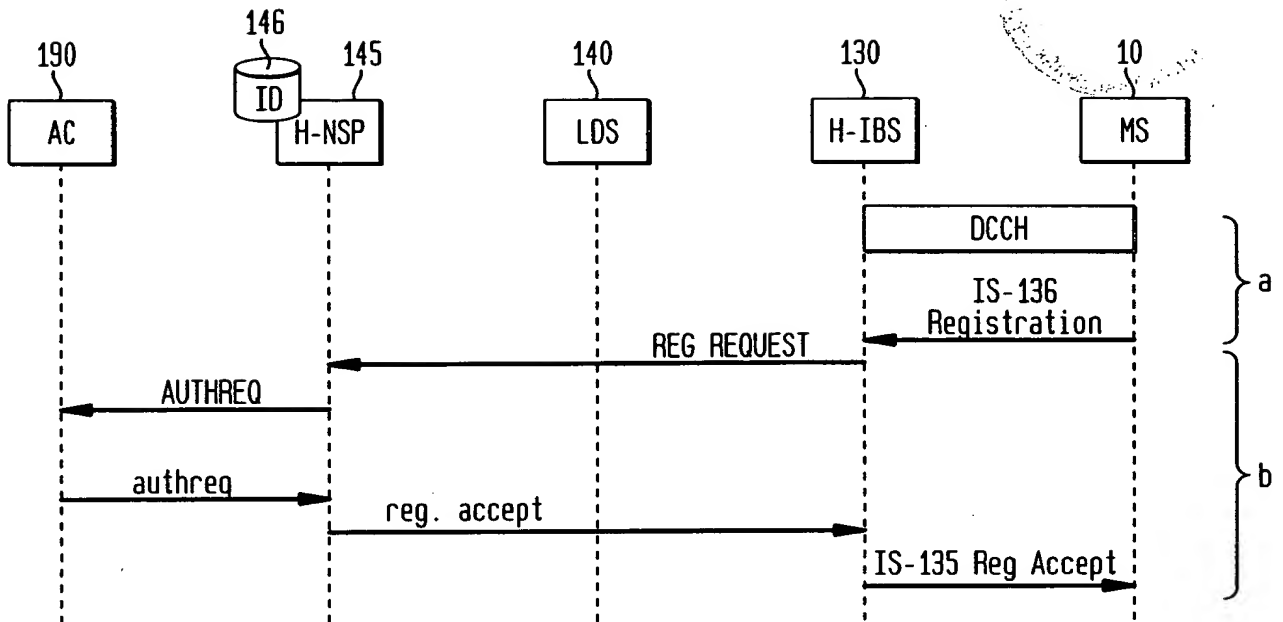 190
146
145
140
130
10
ID
AC
H-NSP
LDS
H-IBS
MS
DCCH
a
IS-136
Registration
REG REQUEST
AUTHREQ
b
authreq
reg. accept
IS-135 Reg Accept